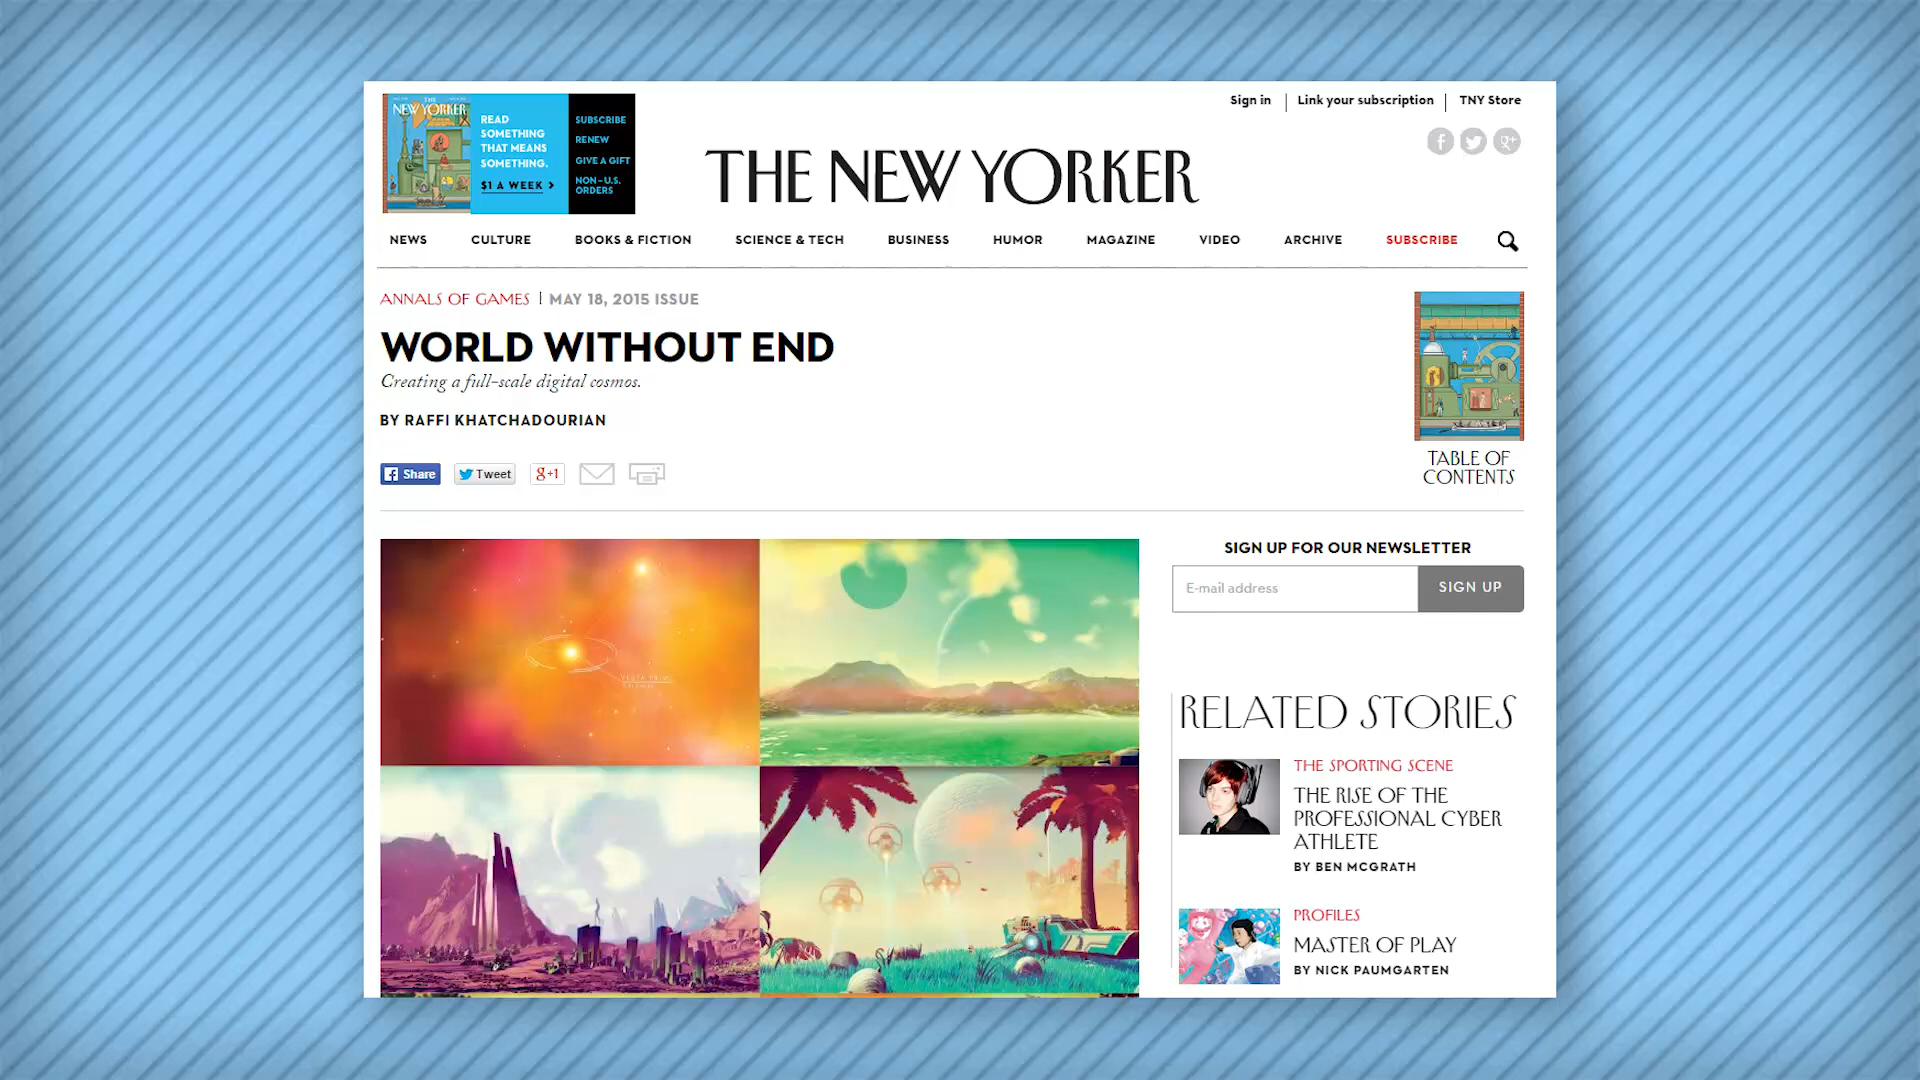 THE
NEW YORKER
READ
SOMETHING
THAT MEANS
SOMETHING.
$1 A WEEK >
SUBSCRIBE
RENEW
GIVE A GIFT
NON-U.S.
ORDERS
Sign in | Link your subscription | TNY Store
THE NEW YORKER
NEWS CULTURE BOOKS & FICTION SCIENCE & TECH BUSINESS HUMOR MAGAZINE VIDEO ARCHIVE SUBSCRIBE
ANNALS OF GAMES | MAY 18, 2015 ISSUE
WORLD WITHOUT END
Creating a full-scale digital cosmos.
BY RAFFI KHATCHADOURIAN
Share Tweet g+1
TABLE OF
CONTENTS
SIGN UP FOR OUR NEWSLETTER
E-mail address SIGN UP
RELATED STORIES
THE SPORTING SCENE
THE RISE OF THE
PROFESSIONAL CYBER
ATHLETE
BY BEN MCGRATH
PROFILES
MASTER OF PLAY
BY NICK PAUMGARTEN